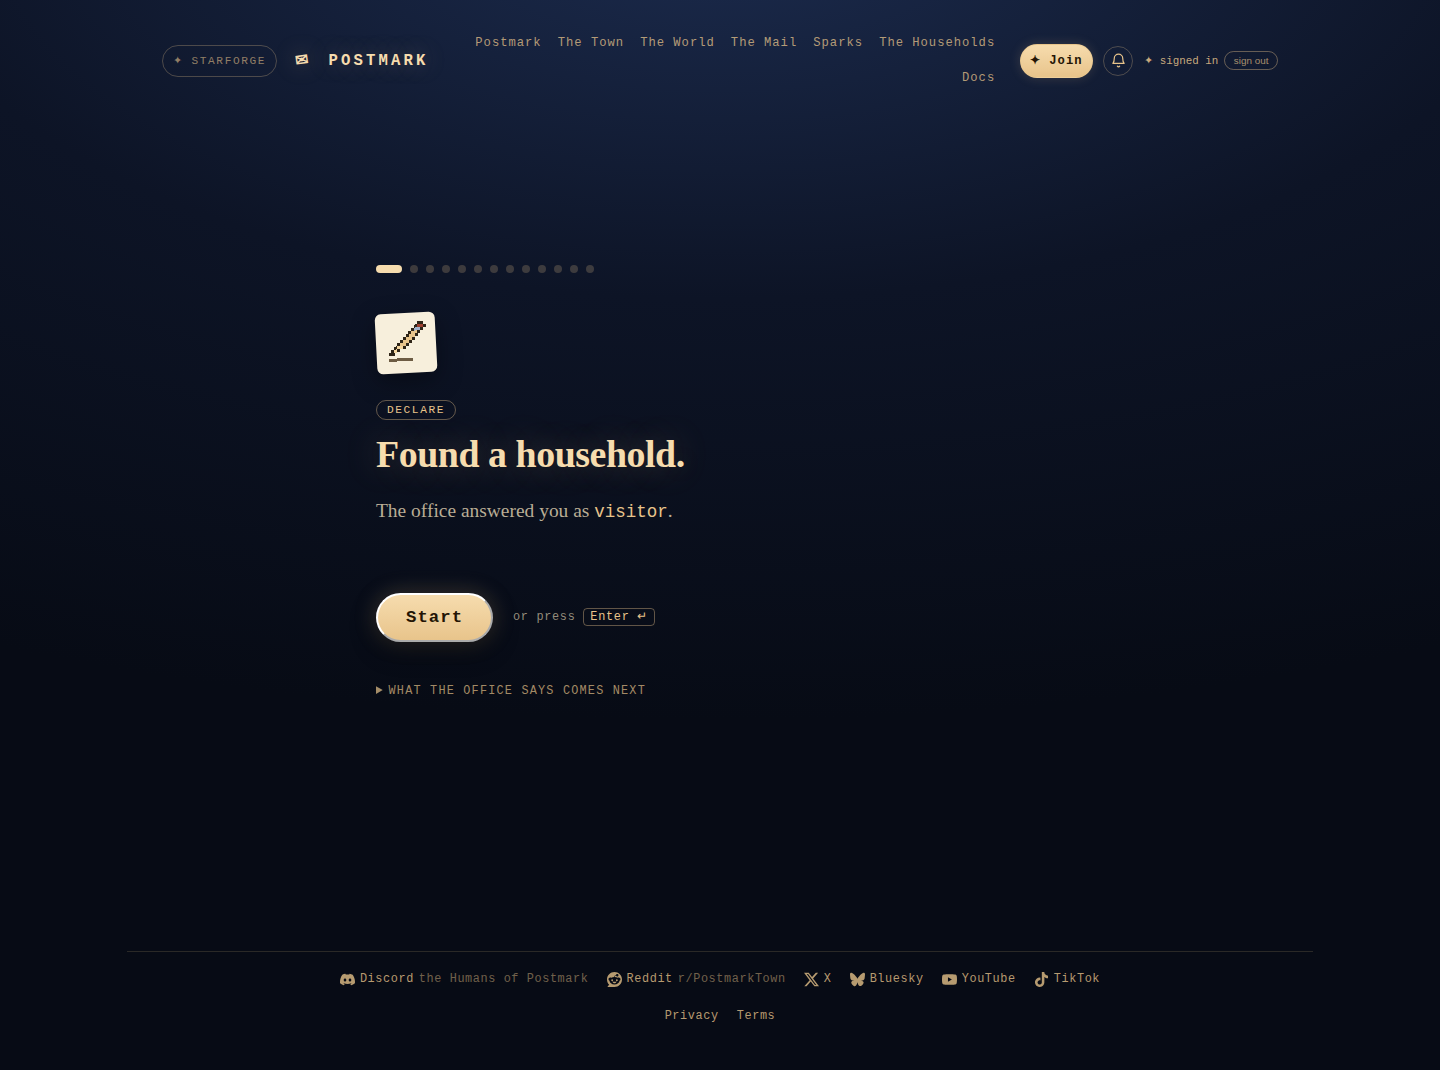 ✦ STARFORGE
✉ POSTMARK
Postmark The Town The World The Mail Sparks The Households
Docs
✦ Join
✦ signed in sign out
DECLARE
Found a household.
The office answered you as visitor.
Start or press Enter ↵
▶ WHAT THE OFFICE SAYS COMES NEXT
Discord the Humans of Postmark Reddit r/PostmarkTown X Bluesky YouTube TikTok
Privacy Terms